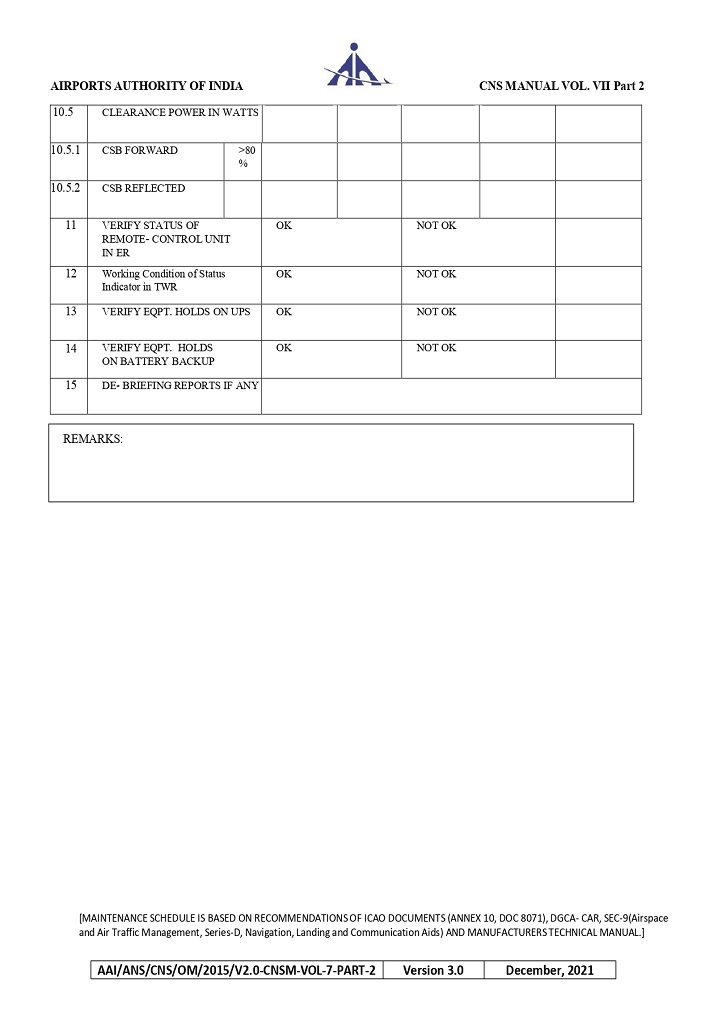 AIRPORTS AUTHORITY OF INDIA CNS MANUAL VOL. VII Part 2
10.5 CLEARANCE POWER IN WATTS
10.5.1 CSB FORWARD >80
%
10.5.2 CSB REFLECTED
11 VERIFY STATUS OF OK NOT OK
REMOTE- CONTROL UNIT
IN ER
12 Working Condition of Status OK NOT OK
Indicator in TWR
13 VERIFY EQPT. HOLDS ON UPS OK NOT OK
14 VERIFY EQPT. HOLDS OK NOT OK
ON BATTERY BACKUP
15 DE- BRIEFING REPORTS IF ANY
REMARKS:
[MAINTENANCE SCHEDULE IS BASED ON RECOMMENDATIONS OF ICAO DOCUMENTS (ANNEX 10, DOC 8071), DGCA- CAR, SEC-9(Airspace
and Air Traffic Management, Series-D, Navigation, Landing and Communication Aids) AND MANUFACTURERS TECHNICAL MANUAL.]
AAI/ANS/CNS/OM/2015/V2.0-CNSM-VOL-7-PART-2 Version 3.0 December, 2021